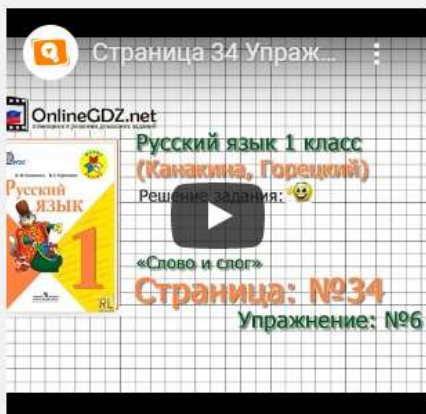 Страница 34 Упраж...
OnlineGDZ.net
Русский язык 1 класс
(Канакина, Горецкий)
Решение задания:
Русский
ЯЗЫК
1
RL
«Слово и слог»
Страница: №34
Упражнение: №6